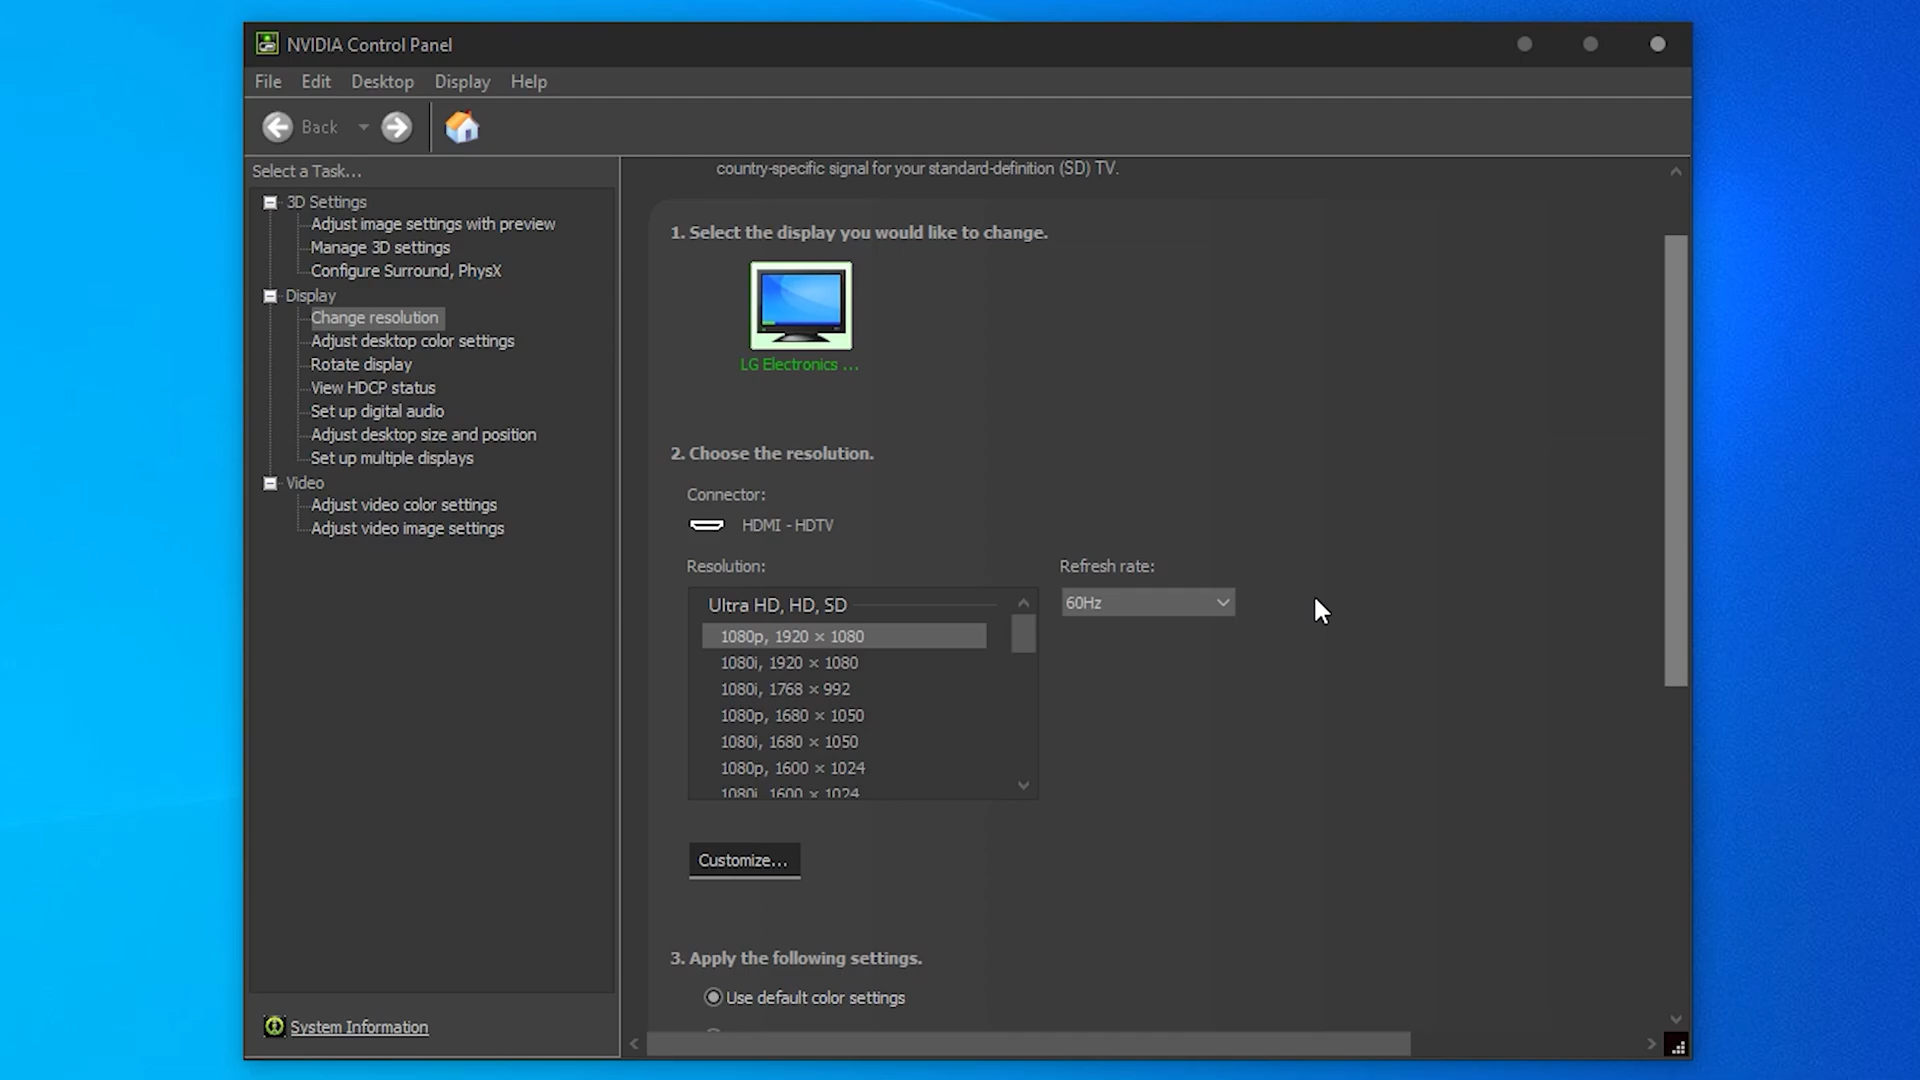 NVIDIA Control Panel
File Edit Desktop Display Help
Back
Select a Task...
3D Settings
Adjust image settings with preview
Manage 3D settings
Configure Surround, PhysX
Display
Change resolution
Adjust desktop color settings
Rotate display
View HDCP status
Set up digital audio
Adjust desktop size and position
Set up multiple displays
Video
Adjust video color settings
Adjust video image settings
System Information
country-specific signal for your standard-definition (SD) TV.
1. Select the display you would like to change.
LG Electronics ...
2. Choose the resolution.
Connector:
HDMI - HDTV
Resolution:
Ultra HD, HD, SD
1080p, 1920 × 1080
1080i, 1920 × 1080
1080i, 1768 × 992
1080p, 1680 × 1050
1080i, 1680 × 1050
1080p, 1600 × 1024
1080i, 1600 × 1024
Refresh rate:
60Hz
Customize...
3. Apply the following settings.
Use default color settings